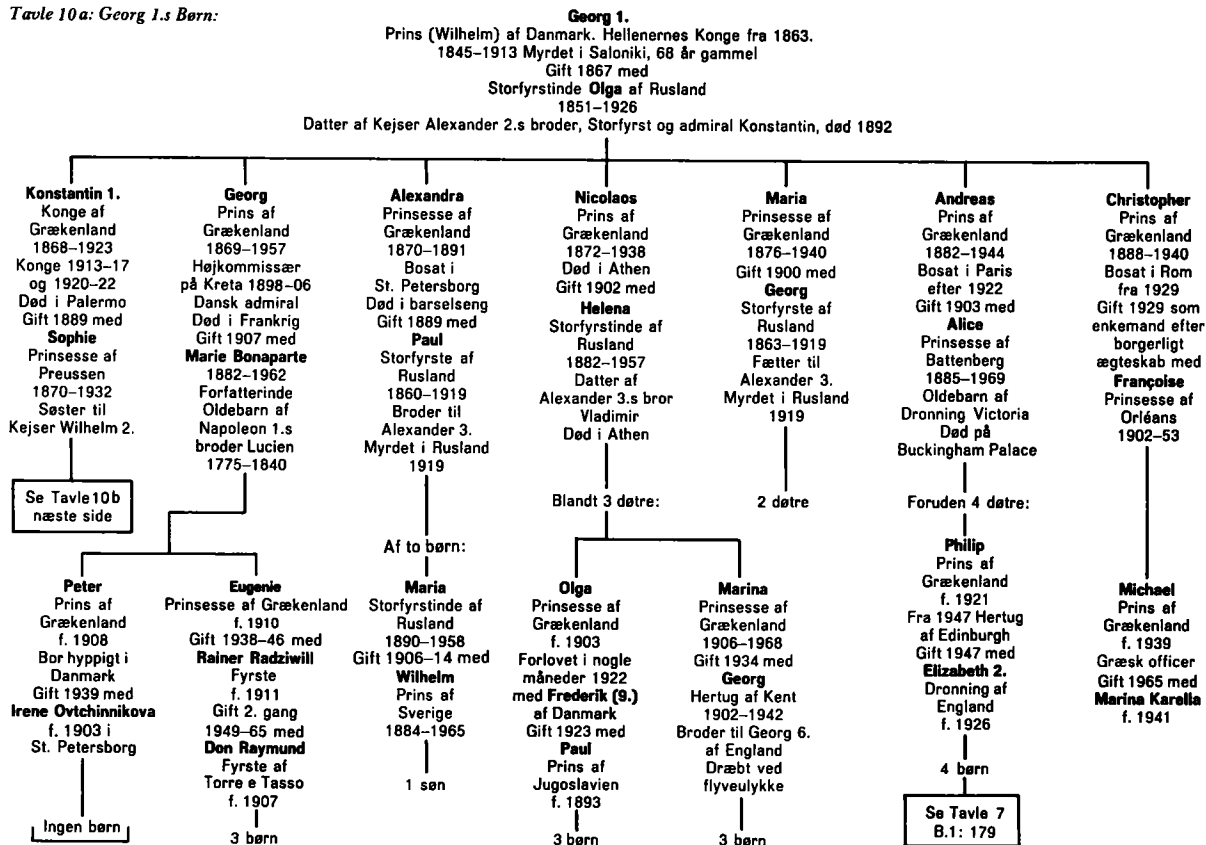 Tavle 10a: Georg 1.s Børn:
Georg 1.
Prins (Wilhelm) af Danmark. Hellenernes Konge fra 1863.
1845–1913 Myrdet i Saloniki, 68 år gammel
Gift 1867 med
Storfyrstinde Olga af Rusland
1851–1926
Datter af Kejser Alexander 2.s broder, Storfyrst og admiral Konstantin, død 1892
Konstantin 1.
Konge af
Grækenland
1868–1923
Konge 1913–17
og 1920–22
Død i Palermo
Gift 1889 med
Sophie
Prinsesse af
Preussen
1870–1932
Søster til
Kejser Wilhelm 2.
Se Tavle 10b
næste side
Georg
Prins af
Grækenland
1869–1957
Højkommissær
på Kreta 1898–06
Dansk admiral
Død i Frankrig
Gift 1907 med
Marie Bonaparte
1882–1962
Forfatterinde
Oldebarn af
Napoleon 1.s
broder Lucien
1775–1840
Alexandra
Prinsesse af
Grækenland
1870–1891
Bosat i
St. Petersborg
Død i barselseng
Gift 1889 med
Paul
Storfyrste af
Rusland
1860–1919
Broder til
Alexander 3.
Myrdet i Rusland
1919
Af to børn:
Nicolaos
Prins af
Grækenland
1872–1938
Død i Athen
Gift 1902 med
Helena
Storfyrstinde af
Rusland
1882–1957
Datter af
Alexander 3.s bror
Vladimir
Død i Athen
Blandt 3 døtre:
Maria
Prinsesse af
Grækenland
1876–1940
Gift 1900 med
Georg
Storfyrste af
Rusland
1863–1919
Fætter til
Alexander 3.
Myrdet i Rusland
1919
2 døtre
Andreas
Prins af
Grækenland
1882–1944
Bosat i Paris
efter 1922
Gift 1903 med
Alice
Prinsesse af
Battenberg
1885–1969
Oldebarn af
Dronning Victoria
Død på
Buckingham Palace
Foruden 4 døtre:
Christopher
Prins af
Grækenland
1888–1940
Bosat i Rom
fra 1929
Gift 1929 som
enkemand efter
borgerligt
ægteskab med
Françoise
Prinsesse af
Orléans
1902–53
Peter
Prins af
Grækenland
f. 1908
Bor hyppigt i
Danmark
Gift 1939 med
Irene Ovtchinnikova
f. 1903 i
St. Petersborg
Ingen børn
Eugenie
Prinsesse af Grækenland
f. 1910
Gift 1938–46 med
Rainer Radziwill
Fyrste
f. 1911
Gift 2. gang
1949–65 med
Don Raymund
Fyrste af
Torre e Tasso
f. 1907
3 børn
Maria
Storfyrstinde af
Rusland
1890–1958
Gift 1906–14 med
Wilhelm
Prins af
Sverige
1884–1965
1 søn
Olga
Prinsesse af
Grækenland
f. 1903
Forlovet i nogle
måneder 1922
med Frederik (9.)
af Danmark
Gift 1923 med
Paul
Prins af
Jugoslavien
f. 1893
3 børn
Marina
Prinsesse af
Grækenland
1906–1968
Gift 1934 med
Georg
Hertug af Kent
1902–1942
Broder til Georg 6.
af England
Dræbt ved
flyveulykke
3 børn
Philip
Prins af
Grækenland
f. 1921
Fra 1947 Hertug
af Edinburgh
Gift 1947 med
Elizabeth 2.
Dronning af
England
f. 1926
4 børn
Se Tavle 7
B.1: 179
Michael
Prins af
Grækenland
f. 1939
Græsk officer
Gift 1965 med
Marina Karella
f. 1941